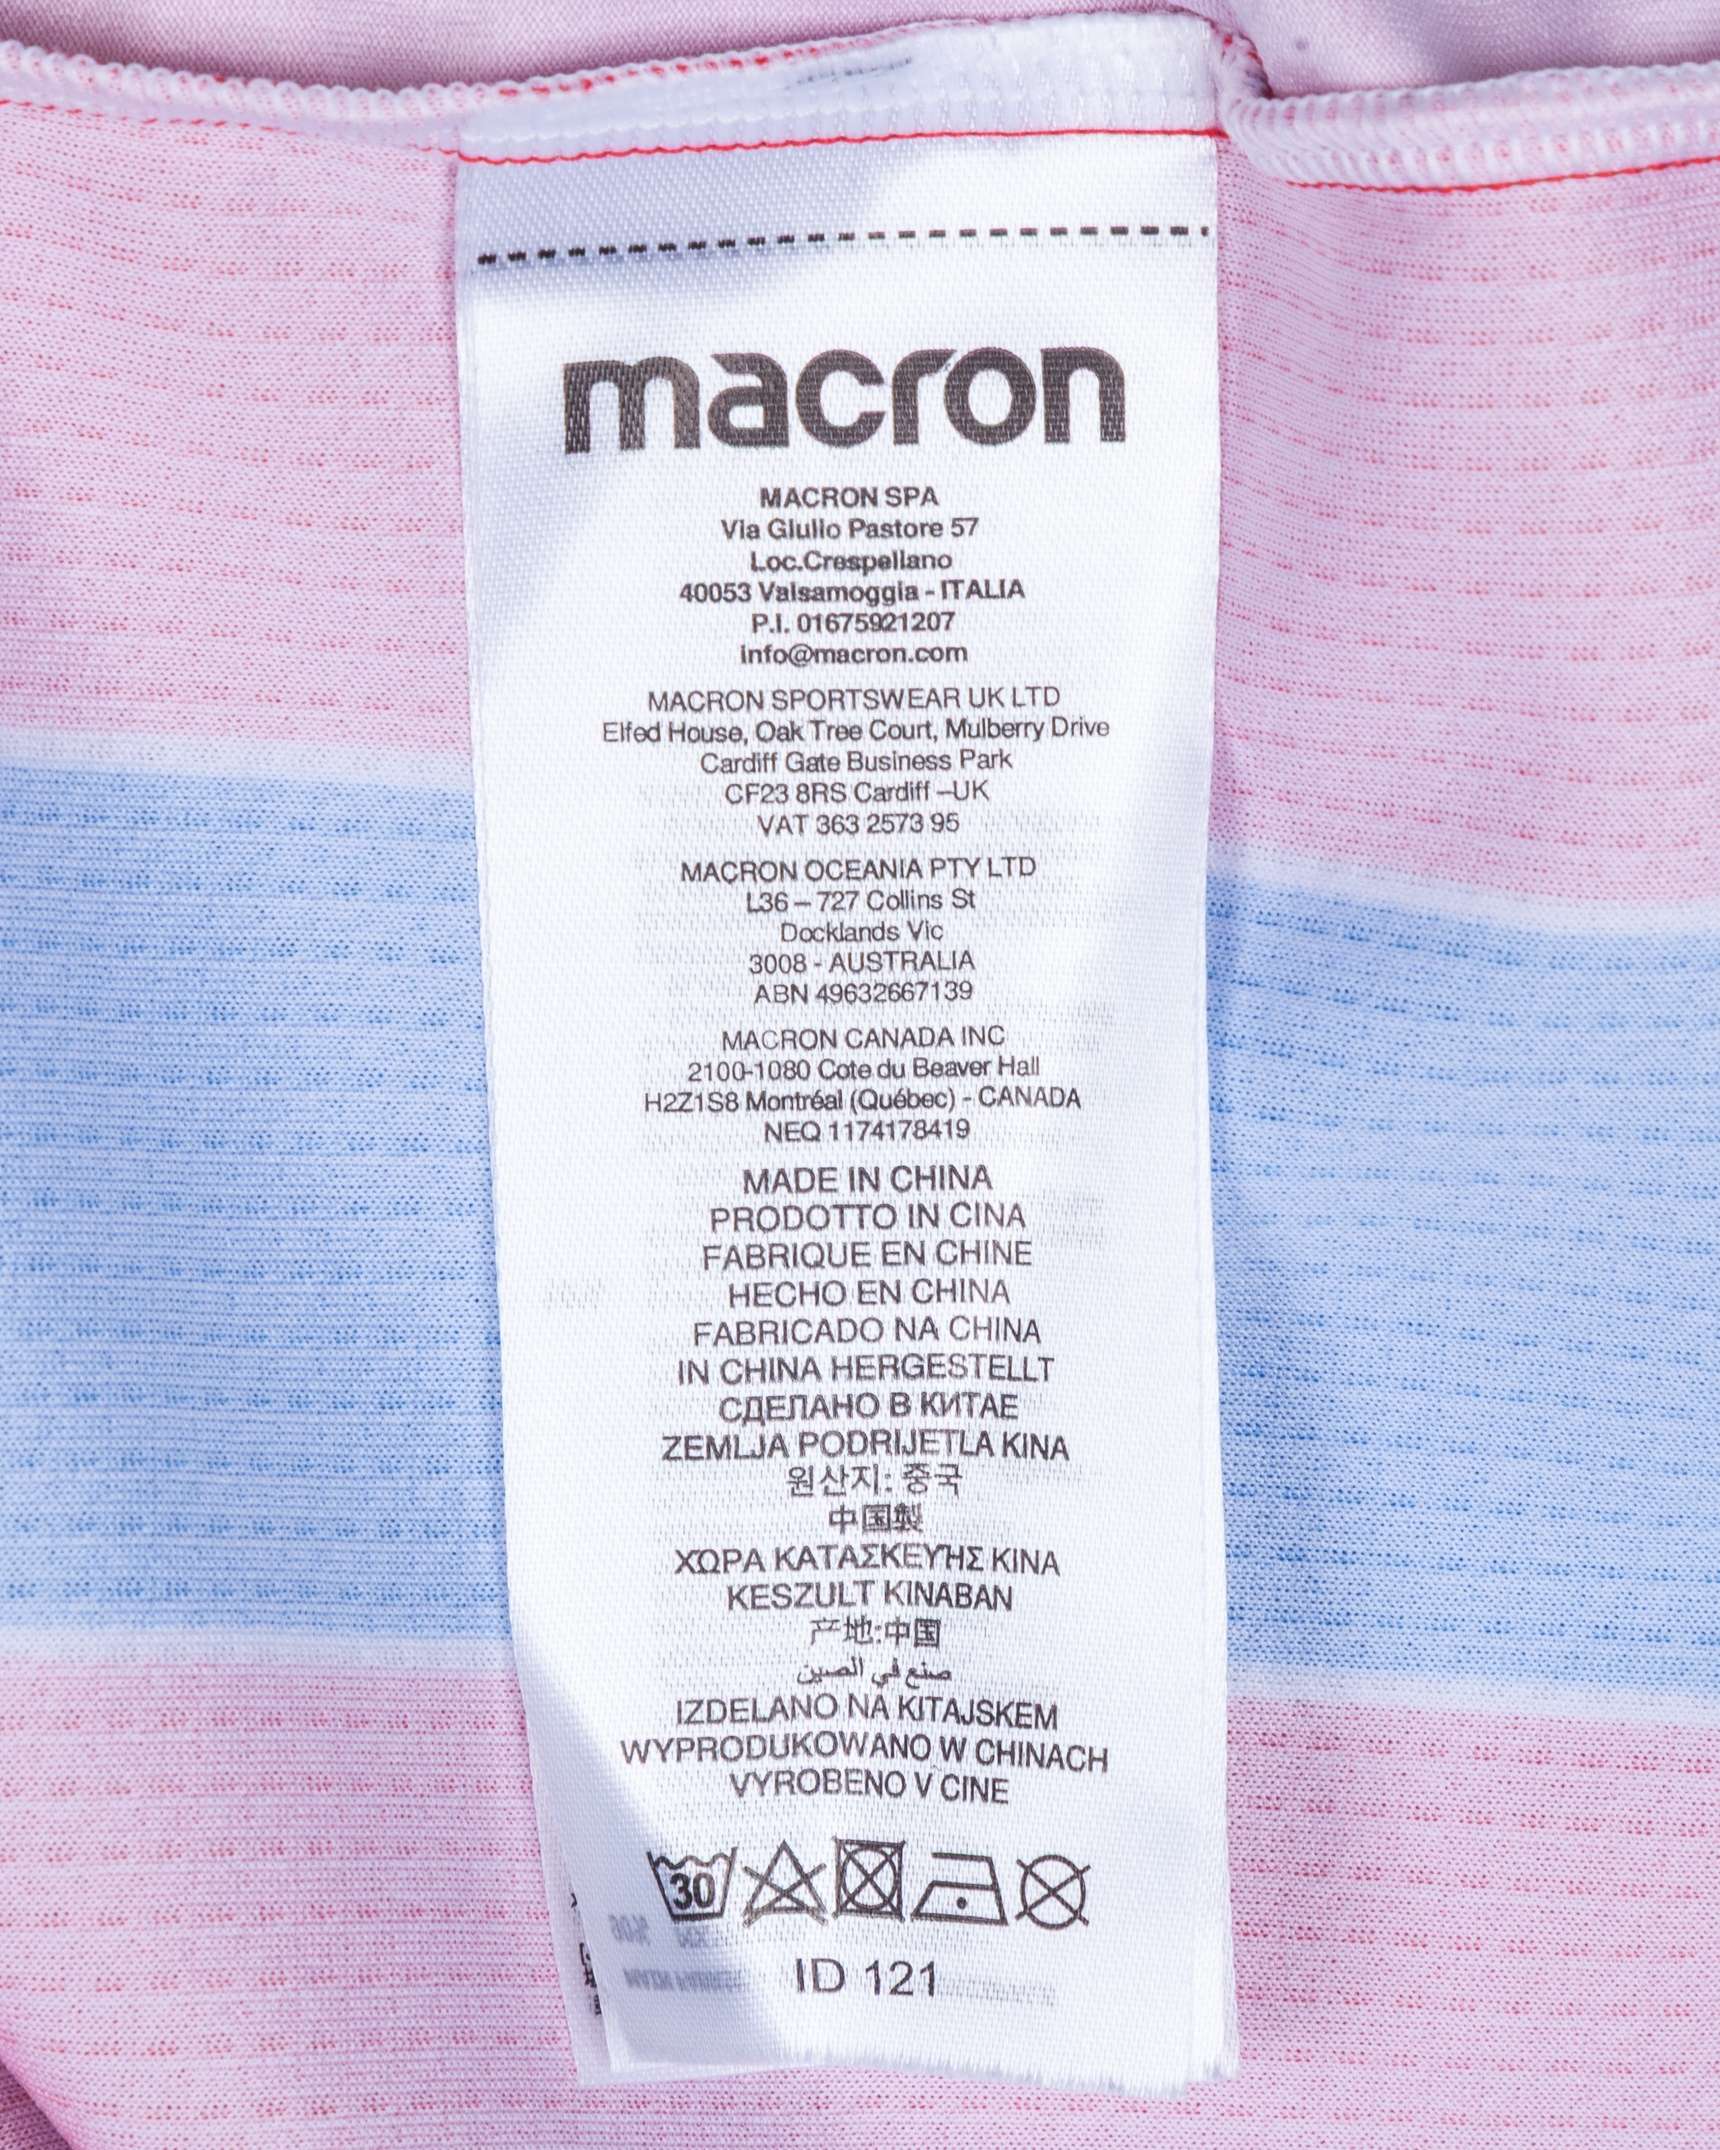 macron
MACRON SPA
Via Giulio Pastore 57
Loc.Crespellano
40053 Valsamoggia - ITALIA
P.I. 01675921207
info@macron.com
MACRON SPORTSWEAR UK LTD
Elfed House, Oak Tree Court, Mulberry Drive
Cardiff Gate Business Park
CF23 8RS Cardiff –UK
VAT 363 2573 95
MACRON OCEANIA PTY LTD
L36 – 727 Collins St
Docklands Vic
3008 - AUSTRALIA
ABN 49632667139
MACRON CANADA INC
2100-1080 Cote du Beaver Hall
H2Z1S8 Montréal (Québec) - CANADA
NEQ 1174178419
MADE IN CHINA
PRODOTTO IN CINA
FABRIQUE EN CHINE
HECHO EN CHINA
FABRICADO NA CHINA
IN CHINA HERGESTELLT
СДЕЛАНО В КИТАЕ
ZEMLJA PODRIJETLA KINA
원산지: 중국
中国製
ΧΩΡΑ ΚΑΤΑΣΚΕΥΉΣ ΚΙΝΑ
KESZULT KINABAN
产地:中国
صنع في الصين
IZDELANO NA KITAJSKEM
WYPRODUKOWANO W CHINACH
VYROBENO V CINE
30
ID 121